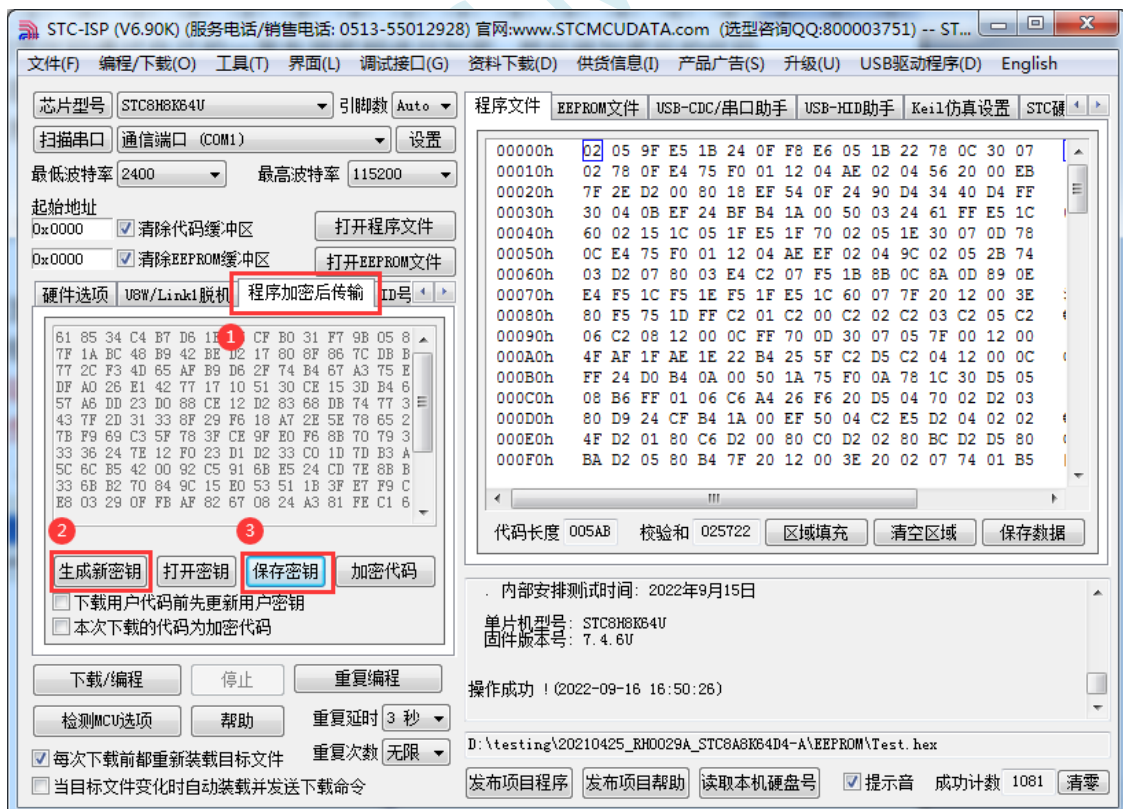 STC-ISP (V6.90K) (服务电话/销售电话: 0513-55012928) 官网:www.STCMCUDATA.com (选型咨询QQ:800003751) -- ST...
文件(F) 编程/下载(O) 工具(T) 界面(L) 调试接口(G) 资料下载(D) 供货信息(I) 产品广告(S) 升级(U) USB驱动程序(D) English
芯片型号 STC8H8K64U 引脚数 Auto
扫描串口 通信端口 (COM1) 设置
最低波特率 2400 最高波特率 115200
起始地址
0x0000 清除代码缓冲区 打开程序文件
0x0000 清除EEPROM缓冲区 打开EEPROM文件
硬件选项 U8W/Link1脱机 程序加密后传输 ID号
1
61 85 34 C4 B7 D6 CF B0 31 F7 9B 05 8
7F 1A BC 48 B9 42 BE D2 17 80 8F 86 7C DB B
77 2C F3 4D 65 AF B9 D6 2F 74 B4 67 A3 75 E
DF A0 26 E1 42 77 17 10 51 30 CE 15 3D B4 6
57 A6 DD 23 D0 88 CE 12 D2 83 68 DB 74 77 3
43 7F 2D 31 33 8F 29 F6 18 A7 2E 5E 78 65 2
7B F9 69 C3 5F 78 3F CE 9F E0 F6 8B 70 79 3
33 36 24 7E 12 F0 23 D1 D2 33 C0 1D 7D B3 A
5C 6C B5 42 00 92 C5 91 6B E5 24 CD 7E 8B B
33 6B B2 70 84 9C 15 E0 53 51 1B 3F E7 F9 C
E8 03 29 0F FB AF 82 67 08 24 A3 81 FE C1 6
2 3
生成新密钥 打开密钥 保存密钥 加密代码
下载用户代码前先更新用户密钥
本次下载的代码为加密代码
下载/编程 停止 重复编程
检测MCU选项 帮助 重复延时 3 秒
每次下载前都重新装载目标文件 重复次数 无限
当目标文件变化时自动装载并发送下载命令
程序文件 EEPROM文件 USB-CDC/串口助手 USB-HID助手 Keil仿真设置 STC硬
00000h 02 05 9F E5 1B 24 0F F8 E6 05 1B 22 78 0C 30 07
00010h 02 78 0F E4 75 F0 01 12 04 AE 02 04 56 20 00 EB
00020h 7F 2E D2 00 80 18 EF 54 0F 24 90 D4 34 40 D4 FF
00030h 30 04 0B EF 24 BF B4 1A 00 50 03 24 61 FF E5 1C
00040h 60 02 15 1C 05 1F E5 1F 70 02 05 1E 30 07 0D 78
00050h 0C E4 75 F0 01 12 04 AE EF 02 04 9C 02 05 2B 74
00060h 03 D2 07 80 03 E4 C2 07 F5 1B 8B 0C 8A 0D 89 0E
00070h E4 F5 1C F5 1E F5 1F E5 1C 60 07 7F 20 12 00 3E
00080h 80 F5 75 1D FF C2 01 C2 00 C2 02 C2 03 C2 05 C2
00090h 06 C2 08 12 00 0C FF 70 0D 30 07 05 7F 00 12 00
000A0h 4F AF 1F AE 1E 22 B4 25 5F C2 D5 C2 04 12 00 0C
000B0h FF 24 D0 B4 0A 00 50 1A 75 F0 0A 78 1C 30 D5 05
000C0h 08 B6 FF 01 06 C6 A4 26 F6 20 D5 04 70 02 D2 03
000D0h 80 D9 24 CF B4 1A 00 EF 50 04 C2 E5 D2 04 02 02
000E0h 4F D2 01 80 C6 D2 00 80 C0 D2 02 80 BC D2 D5 80
000F0h BA D2 05 80 B4 7F 20 12 00 3E 20 02 07 74 01 B5
代码长度 005AB 校验和 025722 区域填充 清空区域 保存数据
. 内部安排测试时间: 2022年9月15日
单片机型号: STC8H8K64U
固件版本号: 7.4.6U
操作成功 !(2022-09-16 16:50:26)
D:\testing\20210425_RH0029A_STC8A8K64D4-A\EEPROM\Test.hex
发布项目程序 发布项目帮助 读取本机硬盘号 提示音 成功计数 1081 清零